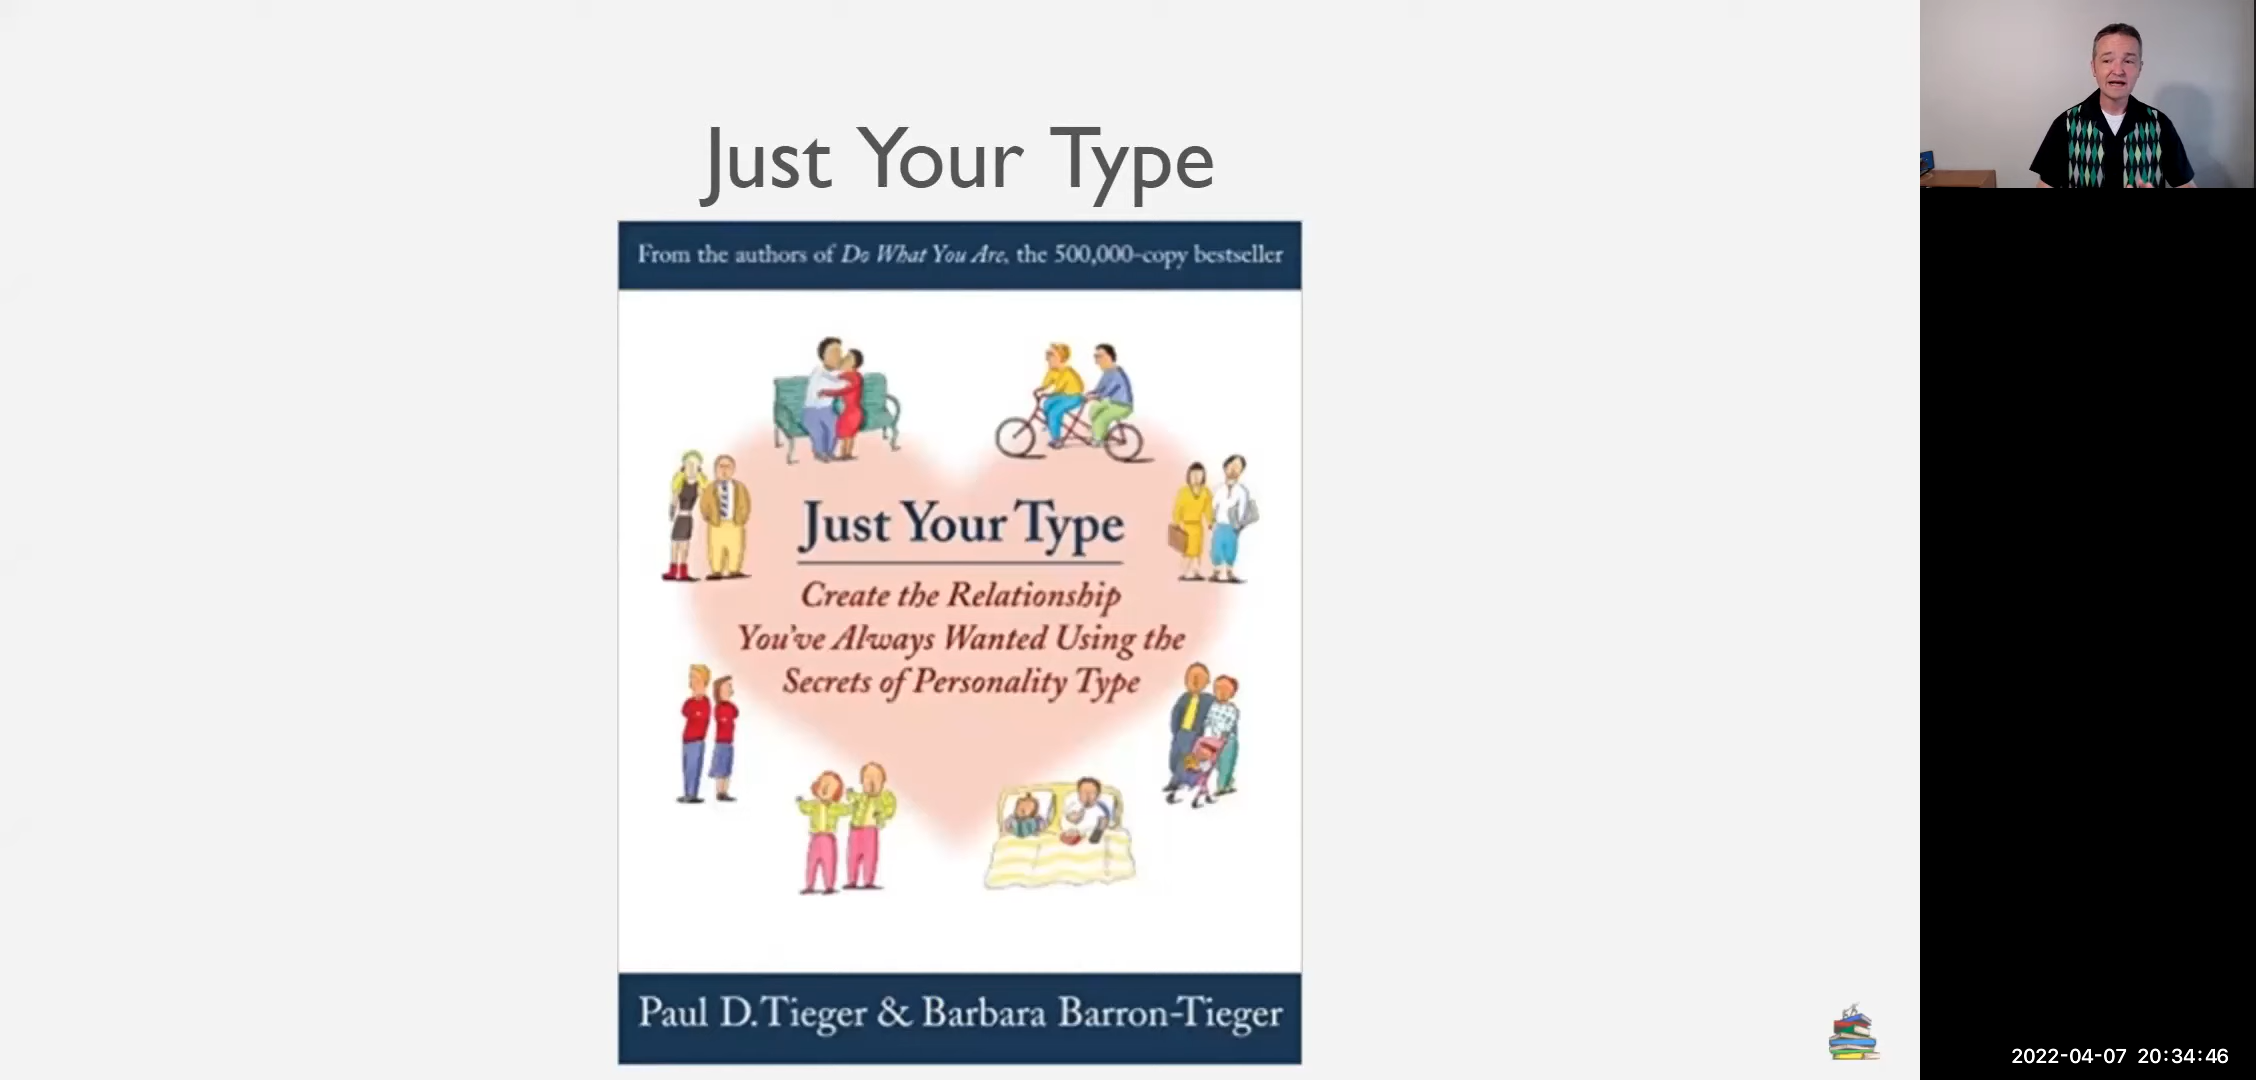 Just Your Type
From the authors of Do What You Are, the 500,000-copy bestseller
Just Your Type
Create the Relationship
You've Always Wanted Using the
Secrets of Personality Type
Paul D. Tieger & Barbara Barron-Tieger
2022-04-07 20:34:46